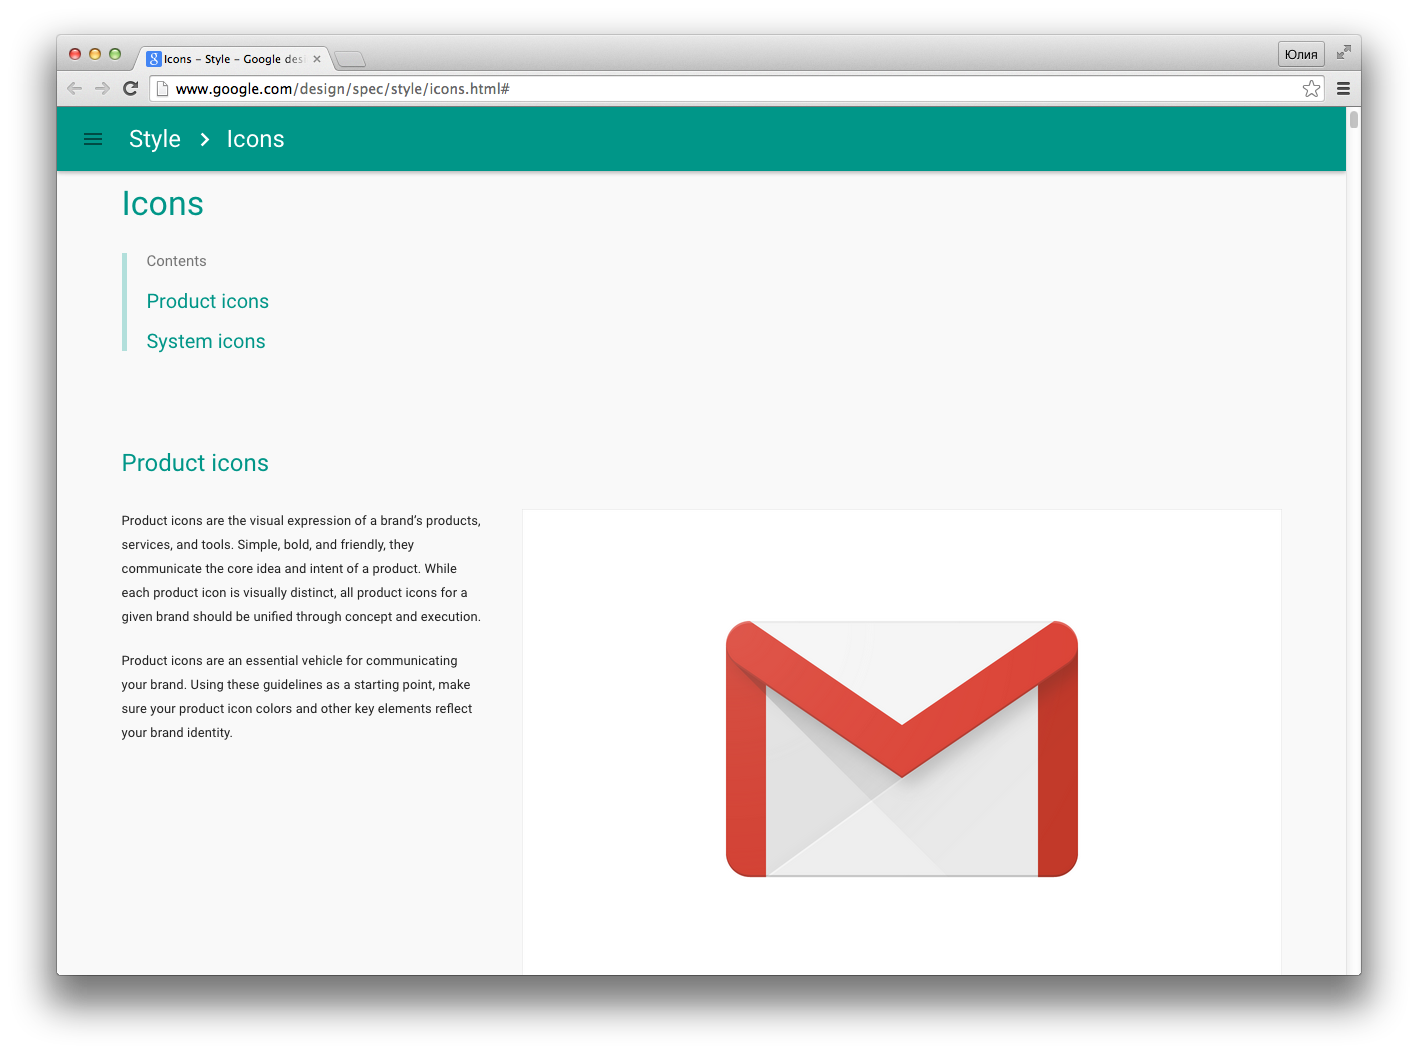 Icons – Style – Google des
Юлия
www.google.com/design/spec/style/icons.html#
Style > Icons
Icons
Contents
Product icons
System icons
Product icons
Product icons are the visual expression of a brand’s products,
services, and tools. Simple, bold, and friendly, they
communicate the core idea and intent of a product. While
each product icon is visually distinct, all product icons for a
given brand should be unified through concept and execution.
Product icons are an essential vehicle for communicating
your brand. Using these guidelines as a starting point, make
sure your product icon colors and other key elements reflect
your brand identity.